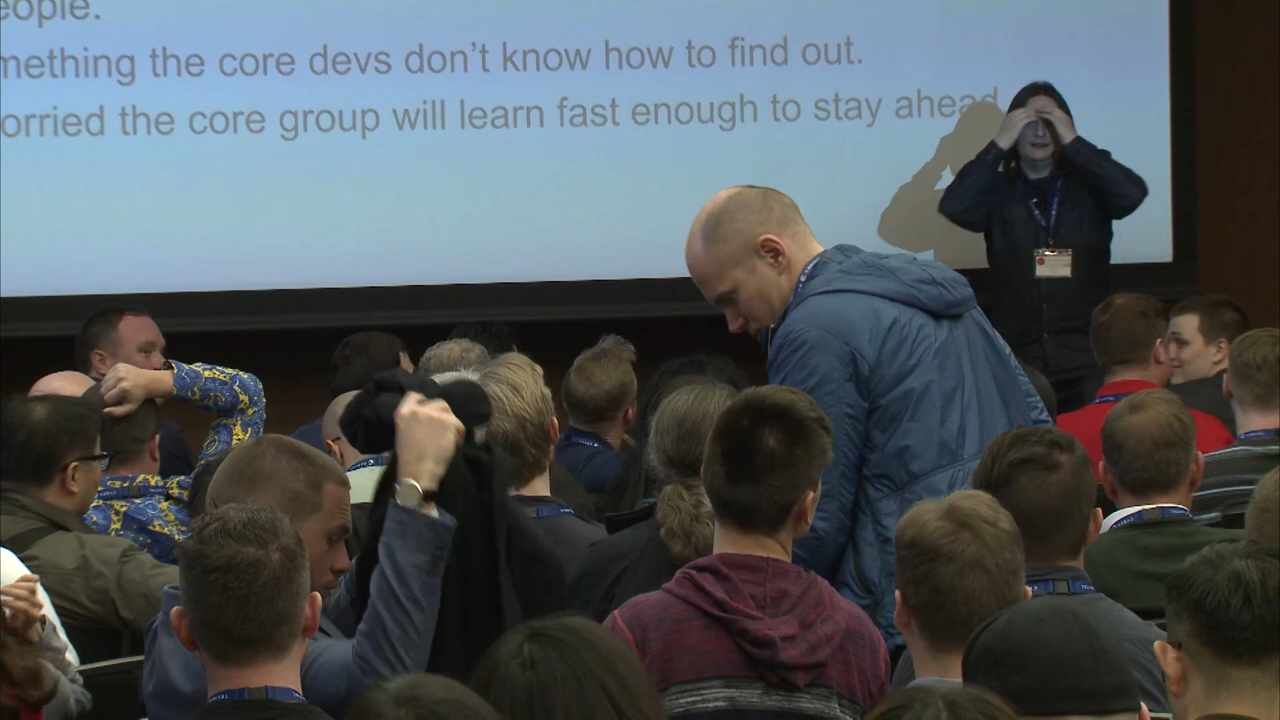 eople.
mething the core devs don't know how to find out.
orried the core group will learn fast enough to stay ahead